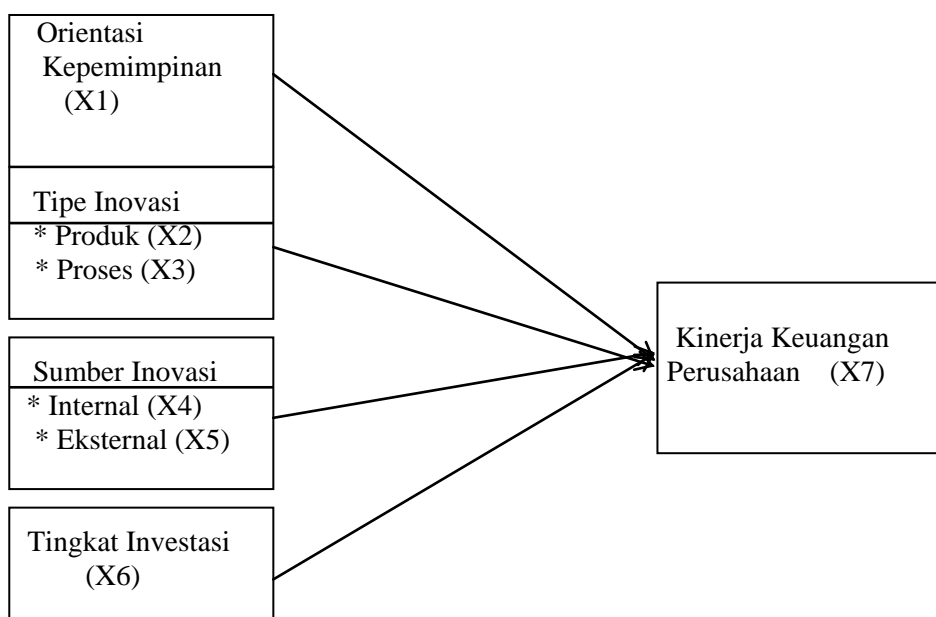 Orientasi
Kepemimpinan
(X1)
Tipe Inovasi
* Produk (X2)
* Proses (X3)
Sumber Inovasi
* Internal (X4)
* Eksternal (X5)
Tingkat Investasi
(X6)
Kinerja Keuangan
Perusahaan (X7)